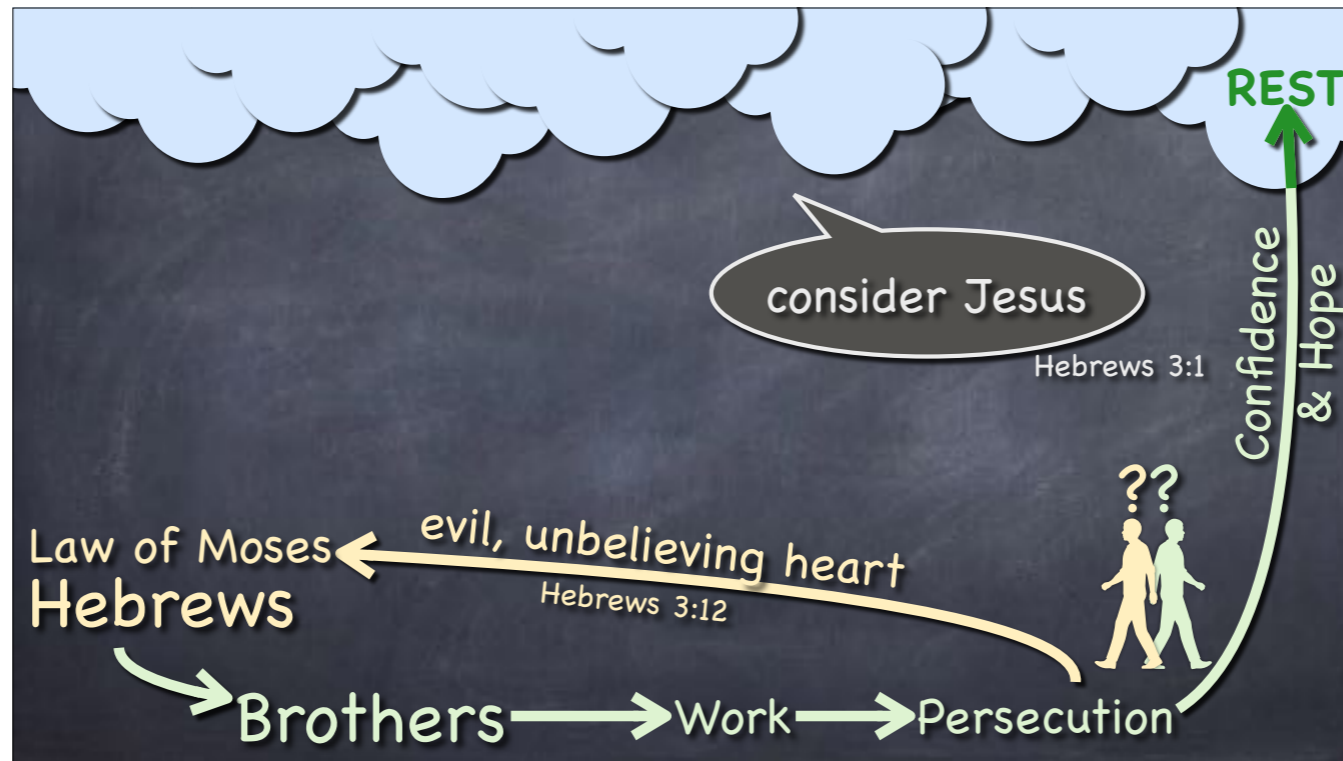 REST
consider Jesus
Hebrews 3:1
Confidence
& Hope
? ?
evil, unbelieving heart
Hebrews 3:12
Law of Moses
Hebrews
Brothers
Work
Persecution